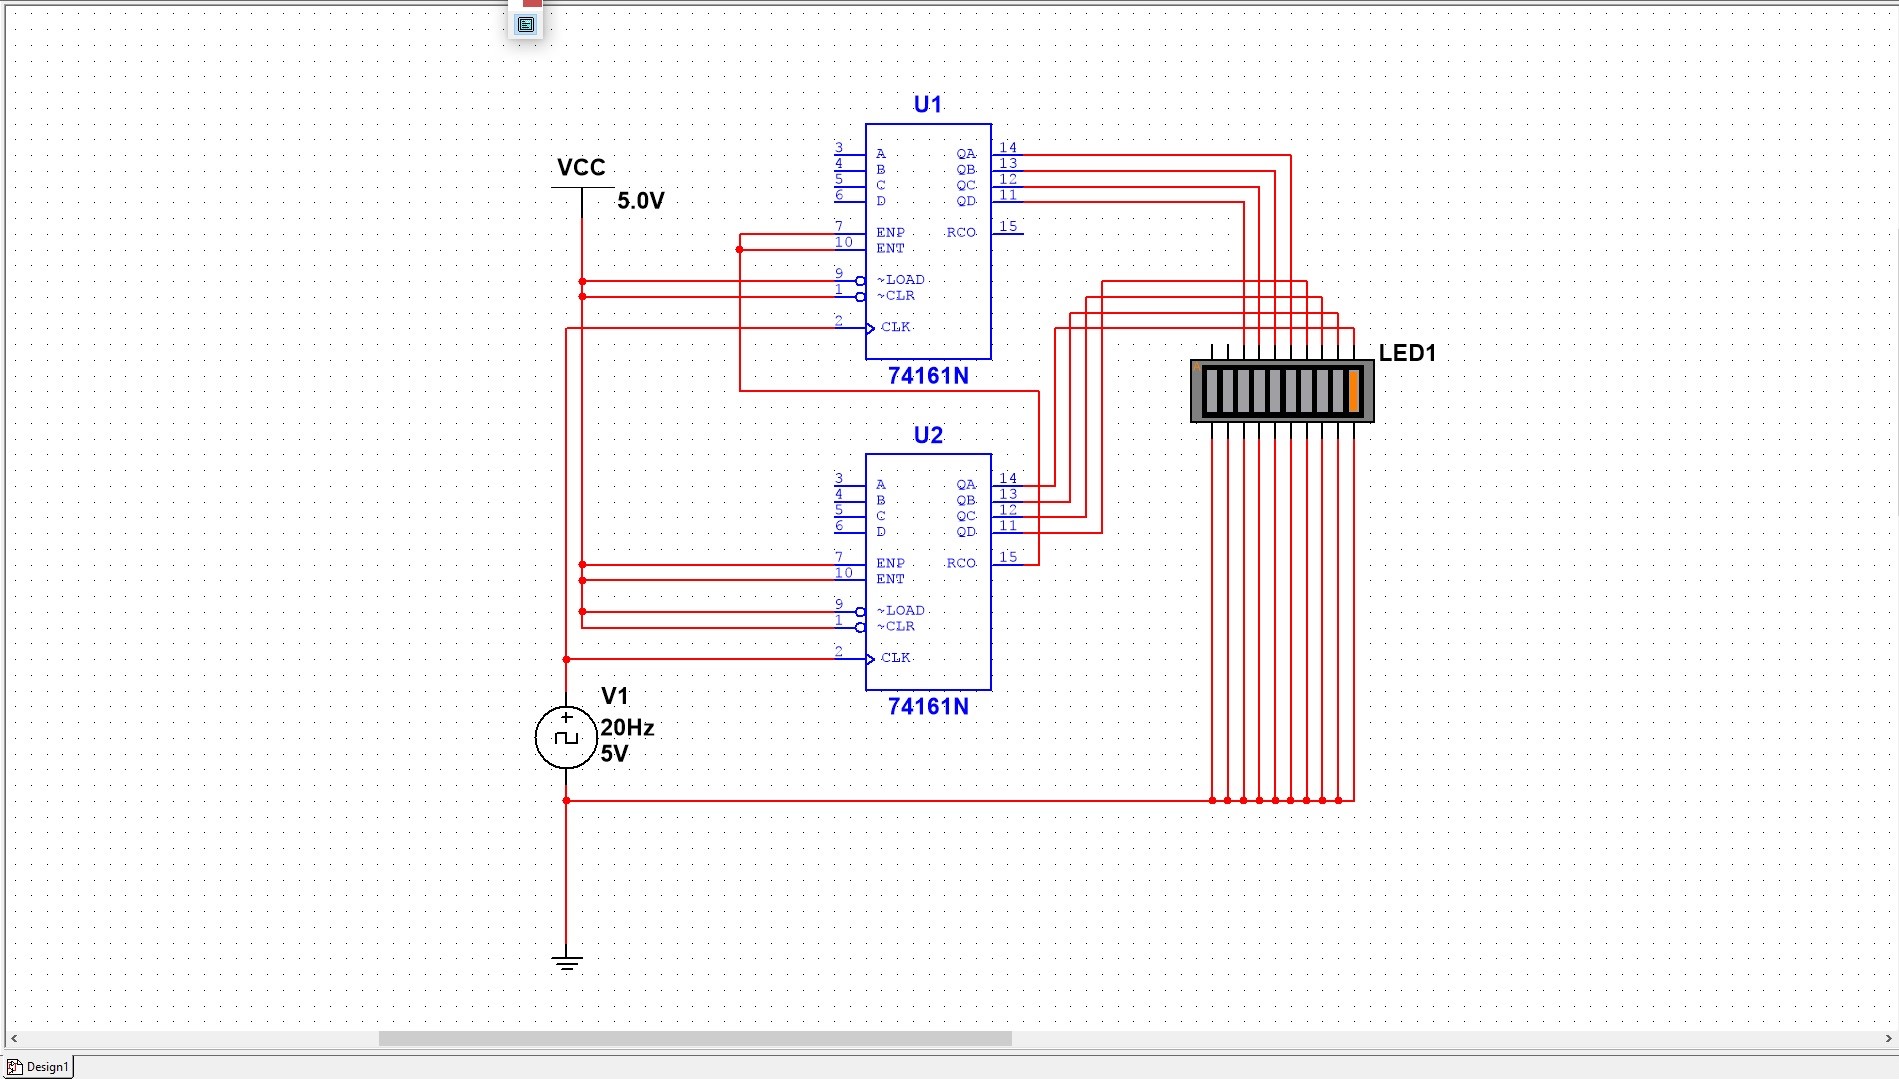 U1
VCC
5.0V
3 A QA 14
4 B QB 13
5 C QC 12
6 D QD 11
7 ENP RCO 15
10 ENT
9 ~LOAD
1 ~CLR
2 CLK
LED1
74161N
U2
3 A QA 14
4 B QB 13
5 C QC 12
6 D QD 11
7 ENP RCO 15
10 ENT
9 ~LOAD
1 ~CLR
2 CLK
74161N
V1
20Hz
5V
Design1